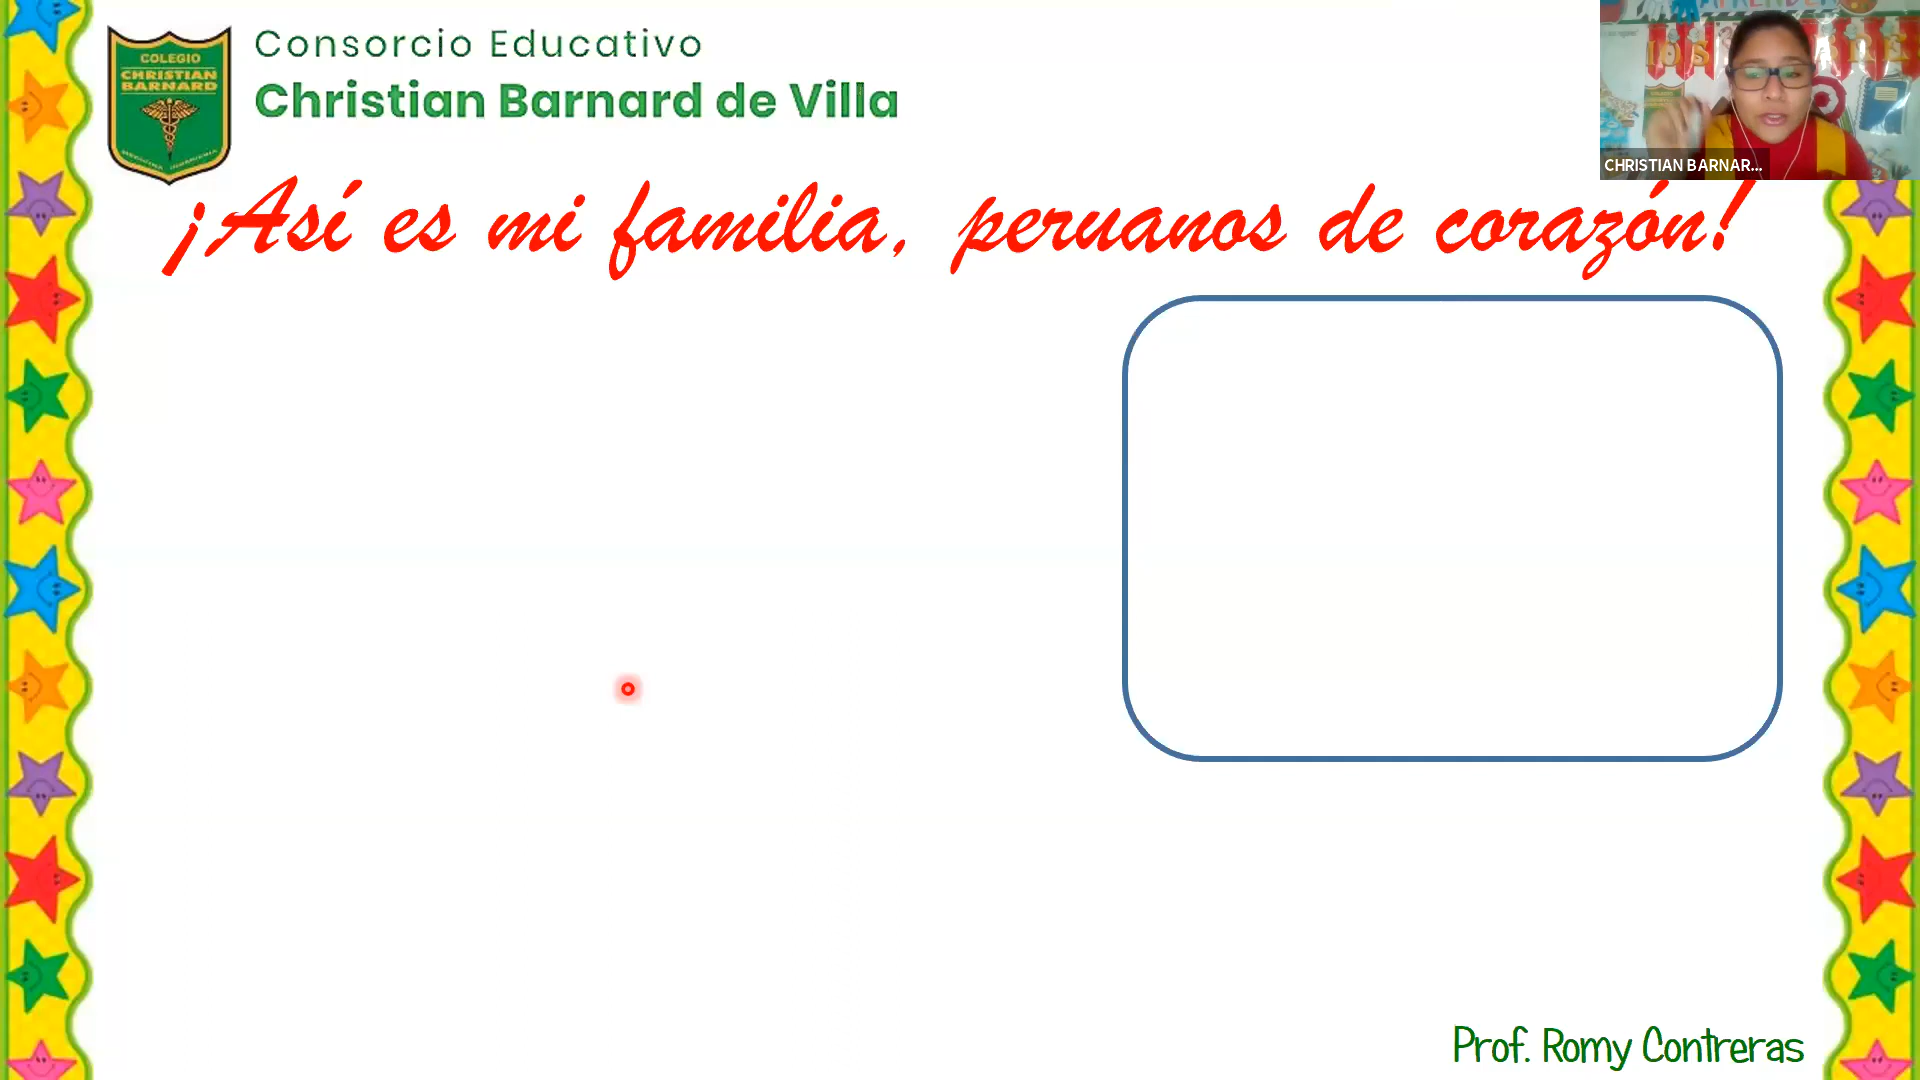 COLEGIO
CHRISTIAN
BARNARD
Consorcio Educativo
Christian Barnard de Villa
CHRISTIAN BARNAR...
¡Así es mi familia, peruanos de corazón!
Prof. Romy Contreras